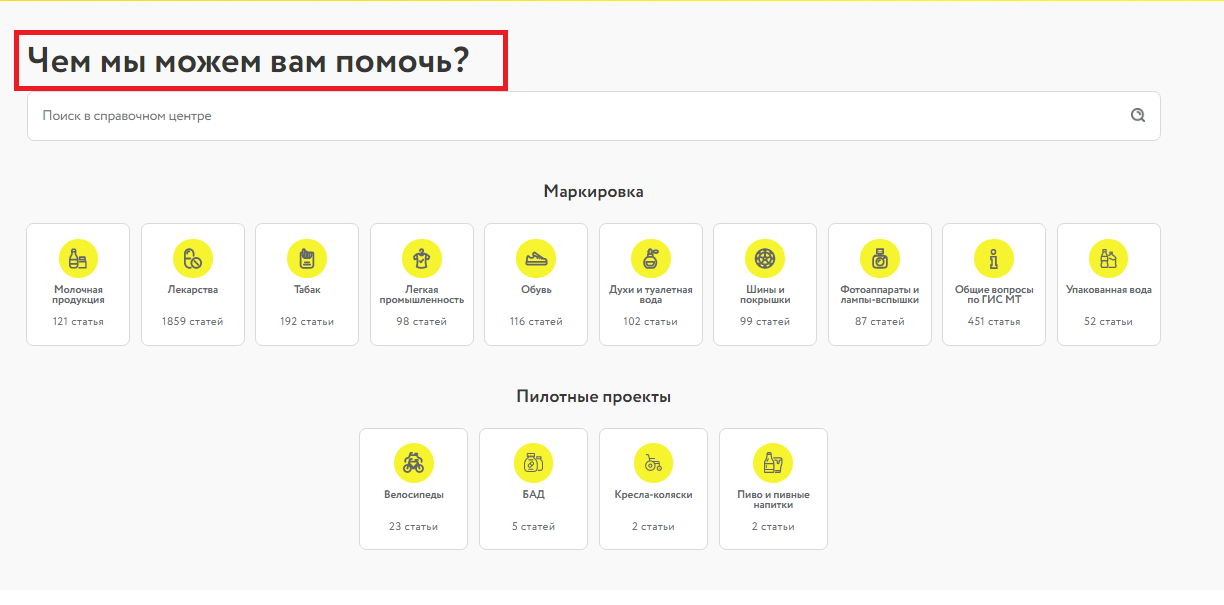 Чем мы можем вам помочь?
Поиск в справочном центре
Маркировка
Молочная
продукция
121 статья
Лекарства
1859 статей
Табак
192 статьи
Легкая
промышленность
98 статей
Обувь
116 статей
Духи и туалетная
вода
102 статьи
Шины и
покрышки
99 статей
Фотоаппараты и
лампы-вспышки
87 статей
Общие вопросы
по ГИС МТ
451 статья
Упакованная вода
52 статьи
Пилотные проекты
Велосипеды
23 статьи
БАД
5 статей
Кресла-коляски
2 статьи
Пиво и пивные
напитки
2 статьи